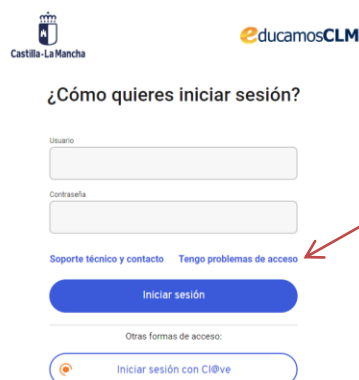 Castilla-La Mancha
educamosCLM
¿Cómo quieres iniciar sesión?
Usuario
Contraseña
Soporte técnico y contacto Tengo problemas de acceso
Iniciar sesión
Otras formas de acceso:
Iniciar sesión con Cl@ve